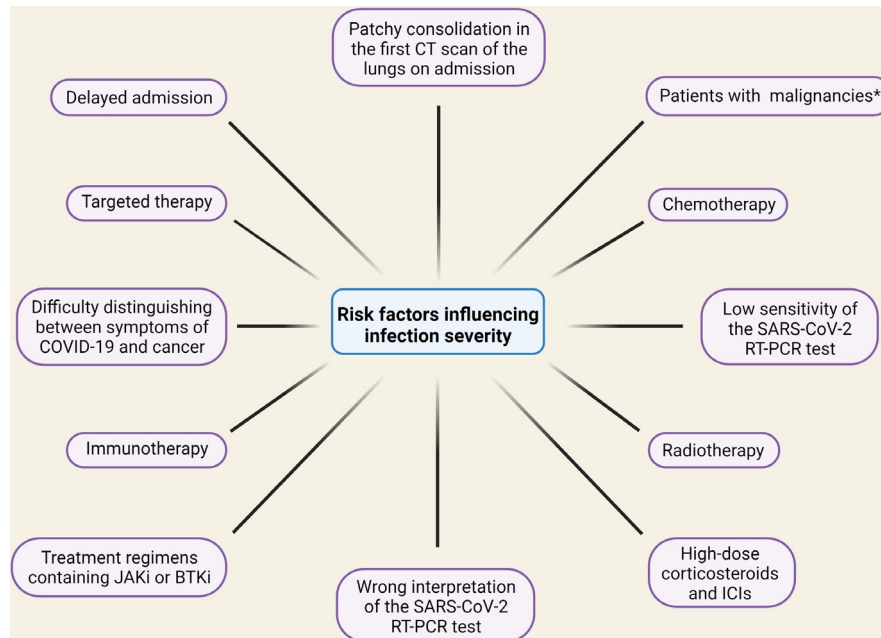 Patchy consolidation in
the first CT scan of the
lungs on admission
Delayed admission
Patients with malignancies*
Targeted therapy
Chemotherapy
Difficulty distinguishing
between symptoms of
COVID-19 and cancer
Risk factors influencing
infection severity
Low sensitivity of
the SARS-CoV-2
RT-PCR test
Immunotherapy
Radiotherapy
Treatment regimens
containing JAKi or BTKi
Wrong interpretation
of the SARS-CoV-2
RT-PCR test
High-dose
corticosteroids
and ICIs